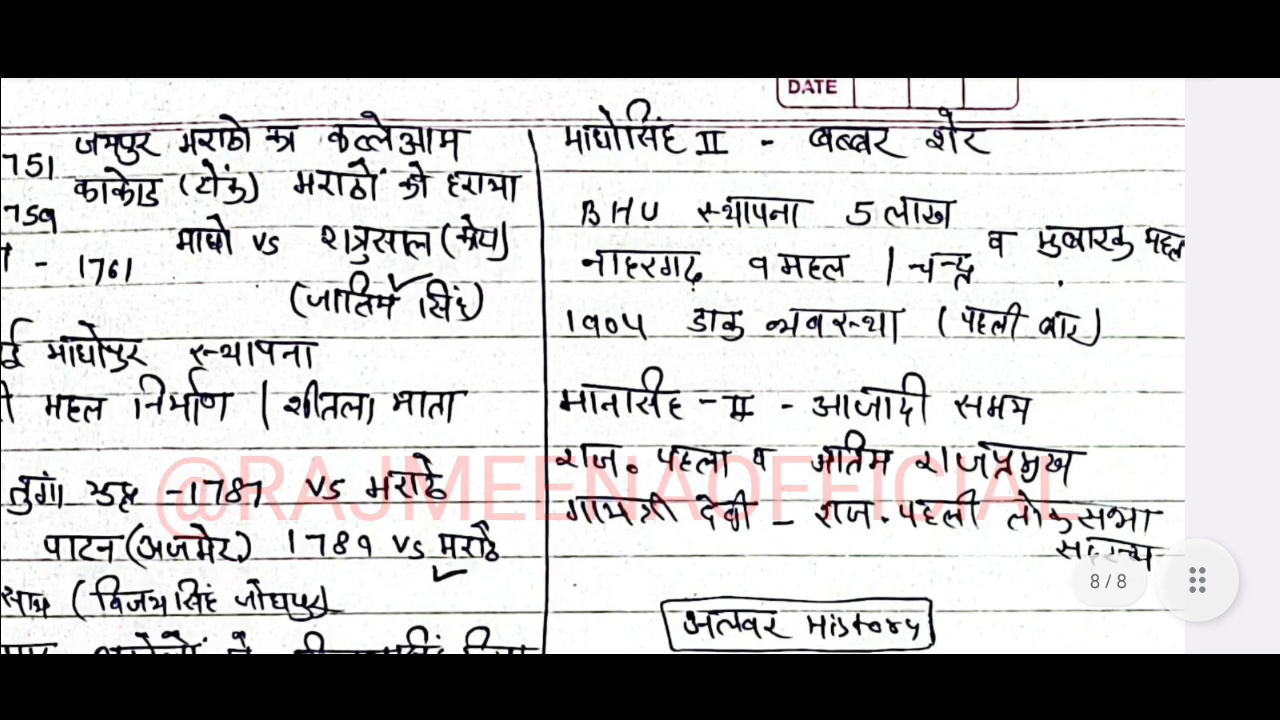 DATE
751 जयपुर मराठो का कत्लेआम
काकोड (टोंक) मराठों को हराया
1759
- 1761 माधो vs शत्रुसाल (कोटा)
(जालिम सिंह)
माधोपुर स्थापना
महल निर्माण | शीतला माता
तुंगा युद्ध -1787 vs मराठे
पाटन (अजमेर) 1789 vs मराठे
साथ (विजयसिंह जोधपुर)
माधोसिंह II - बब्बर शेर
BHU स्थापना 5 लाख
नाहरगढ़ 9 महल | चन्द्र व मुबारक महल
1904 डाक व्यवस्था (पहली बार)
मानसिंह - II - आजादी समय
राज. पहला व अंतिम राजप्रमुख
गायत्री देवी - राज. पहली लोकसभा
सदस्य
अलवर History
@RAJMEENAOFFICIAL
8 / 8